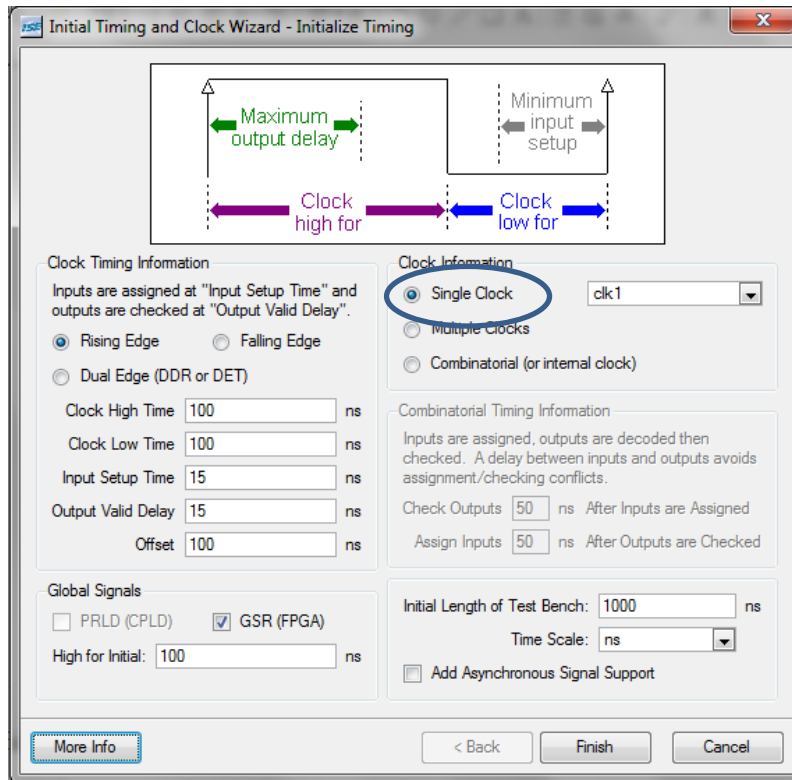 ISE Initial Timing and Clock Wizard - Initialize Timing
Maximum
output delay
Minimum
input
setup
Clock
high for
Clock
low for
Clock Timing Information
Inputs are assigned at "Input Setup Time" and
outputs are checked at "Output Valid Delay".
Rising Edge Falling Edge
Dual Edge (DDR or DET)
Clock High Time 100 ns
Clock Low Time 100 ns
Input Setup Time 15 ns
Output Valid Delay 15 ns
Offset 100 ns
Global Signals
PRLD (CPLD) GSR (FPGA)
High for Initial: 100 ns
Clock Information
Single Clock clk1
Multiple Clocks
Combinatorial (or internal clock)
Combinatorial Timing Information
Inputs are assigned, outputs are decoded then
checked. A delay between inputs and outputs avoids
assignment/checking conflicts.
Check Outputs 50 ns After Inputs are Assigned
Assign Inputs 50 ns After Outputs are Checked
Initial Length of Test Bench: 1000 ns
Time Scale: ns
Add Asynchronous Signal Support
More Info < Back Finish Cancel